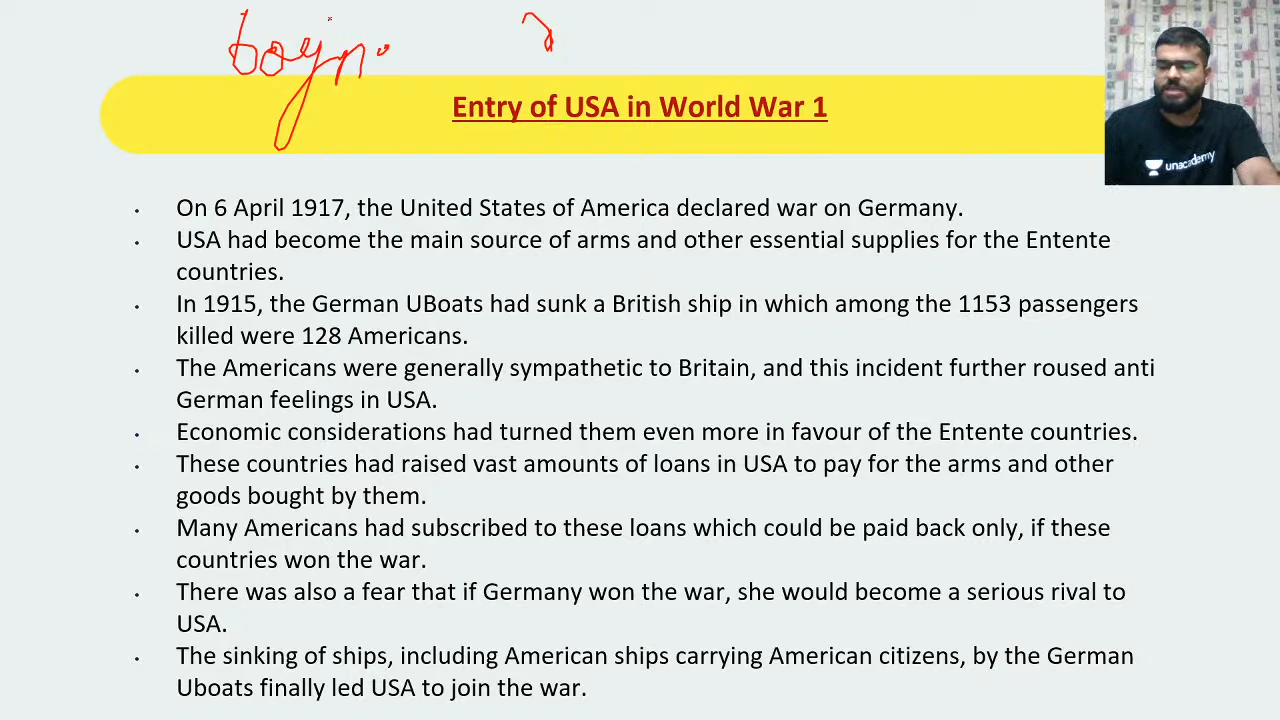 Entry of USA in World War 1
unacademy
• On 6 April 1917, the United States of America declared war on Germany.
• USA had become the main source of arms and other essential supplies for the Entente
countries.
• In 1915, the German UBoats had sunk a British ship in which among the 1153 passengers
killed were 128 Americans.
• The Americans were generally sympathetic to Britain, and this incident further roused anti
German feelings in USA.
• Economic considerations had turned them even more in favour of the Entente countries.
• These countries had raised vast amounts of loans in USA to pay for the arms and other
goods bought by them.
• Many Americans had subscribed to these loans which could be paid back only, if these
countries won the war.
• There was also a fear that if Germany won the war, she would become a serious rival to
USA.
• The sinking of ships, including American ships carrying American citizens, by the German
Uboats finally led USA to join the war.